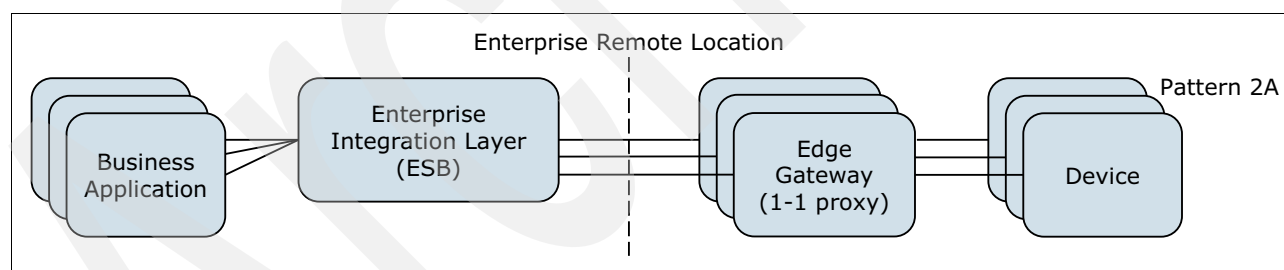 Enterprise Remote Location
Pattern 2A
Business
Application
Enterprise
Integration Layer
(ESB)
Edge
Gateway
(1-1 proxy)
Device